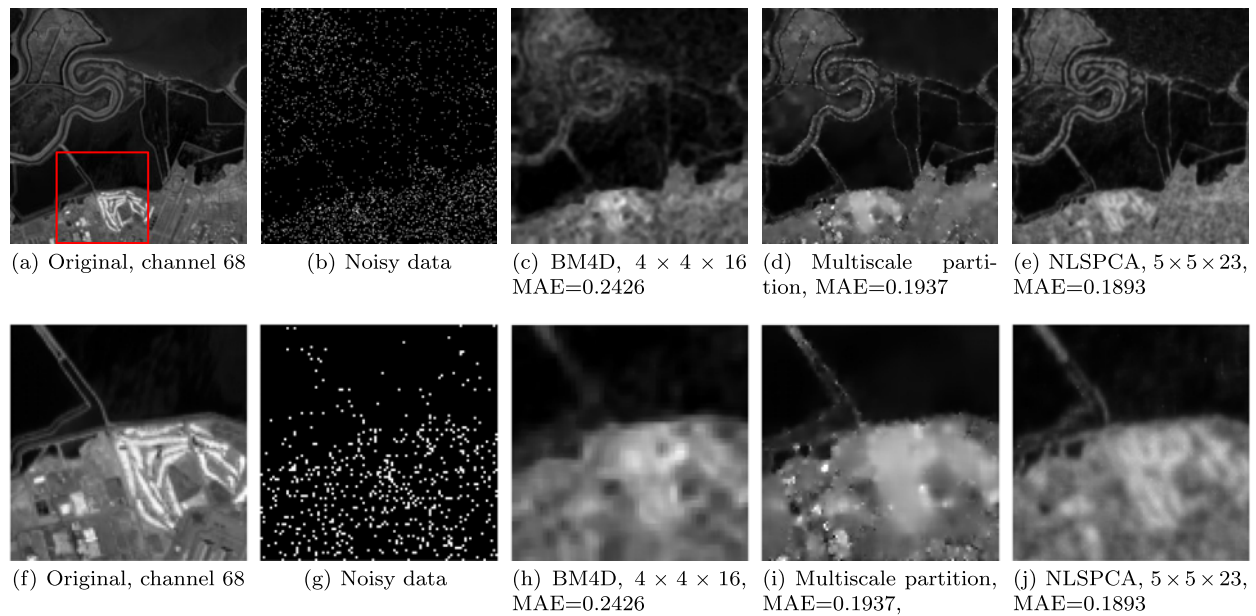 (a) Original, channel 68
(b) Noisy data
(c) BM4D, 4 × 4 × 16,
MAE=0.2426
(d) Multiscale parti-
tion, MAE=0.1937
(e) NLSPCA, 5×5×23,
MAE=0.1893
(f) Original, channel 68
(g) Noisy data
(h) BM4D, 4 × 4 × 16,
MAE=0.2426
(i) Multiscale partition,
MAE=0.1937,
(j) NLSPCA, 5×5×23,
MAE=0.1893